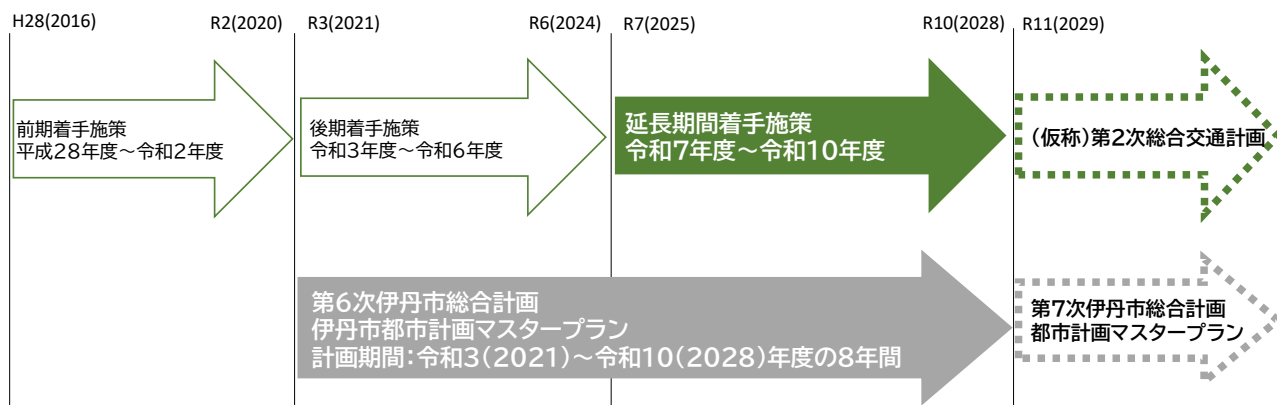 H28(2016)
R2(2020)
R3(2021)
R6(2024)
R7(2025)
R10(2028)
R11(2029)
前期着手施策
平成28年度～令和2年度
後期着手施策
令和3年度～令和6年度
延長期間着手施策
令和7年度～令和10年度
(仮称)第2次総合交通計画
第6次伊丹市総合計画
伊丹市都市計画マスタープラン
計画期間:令和3(2021)～令和10(2028)年度の8年間
第7次伊丹市総合計画
都市計画マスタープラン